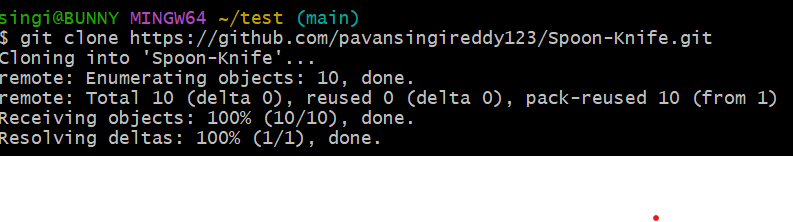 singi@BUNNY MINGW64 ~/test (main)
$ git clone https://github.com/pavansingireddy123/Spoon-Knife.git
Cloning into 'Spoon-Knife'...
remote: Enumerating objects: 10, done.
remote: Total 10 (delta 0), reused 0 (delta 0), pack-reused 10 (from 1)
Receiving objects: 100% (10/10), done.
Resolving deltas: 100% (1/1), done.